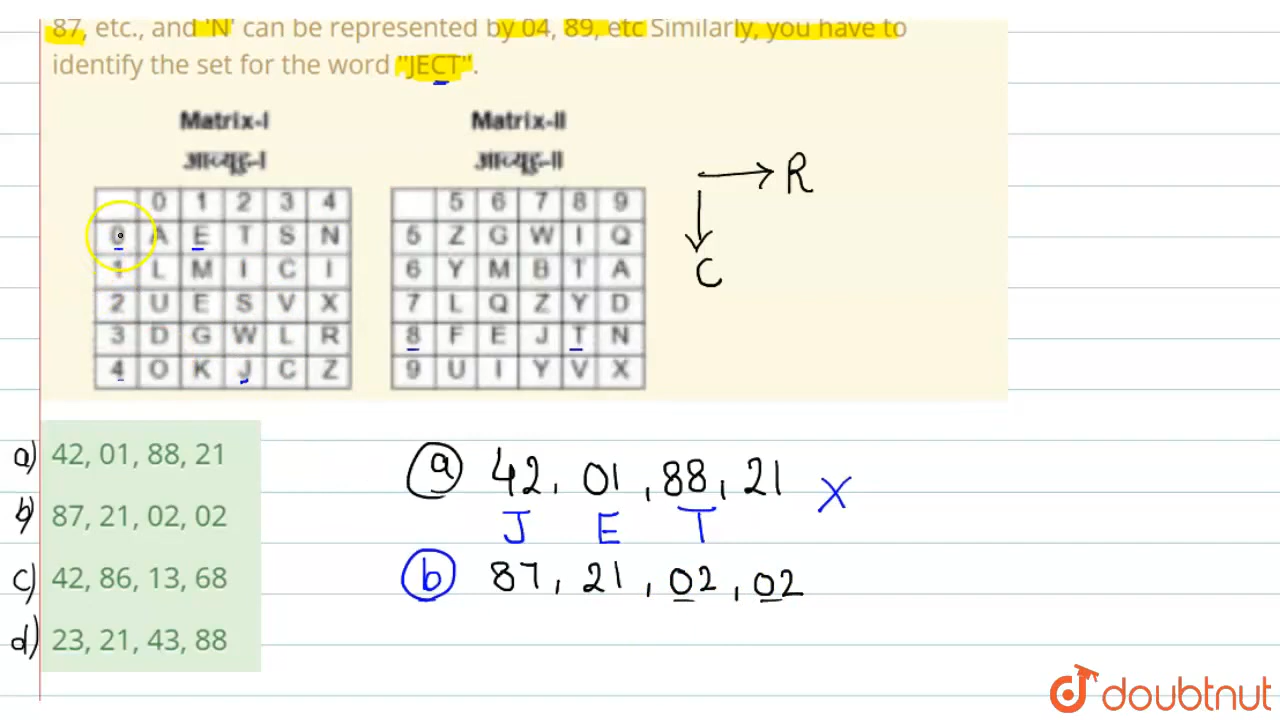 87, etc., and 'N' can be represented by 04, 89, etc Similarly, you have to
identify the set for the word "JECT".
Matrix-I
Matrix-II
आव्यूह-I
आव्यूह-II
0 1 2 3 4
0 A E T S N
1 L M I C I
2 U E S V X
3 D G W L R
4 O K J C Z
5 6 7 8 9
5 Z G W I Q
6 Y M B T A
7 L Q Z Y D
8 F E J T N
9 U I Y V X
R
C
a) 42, 01, 88, 21
b) 87, 21, 02, 02
c) 42, 86, 13, 68
d) 23, 21, 43, 88
a 42, 01, 88, 21 X
J E T
b 87, 21, 02, 02
doubtnut